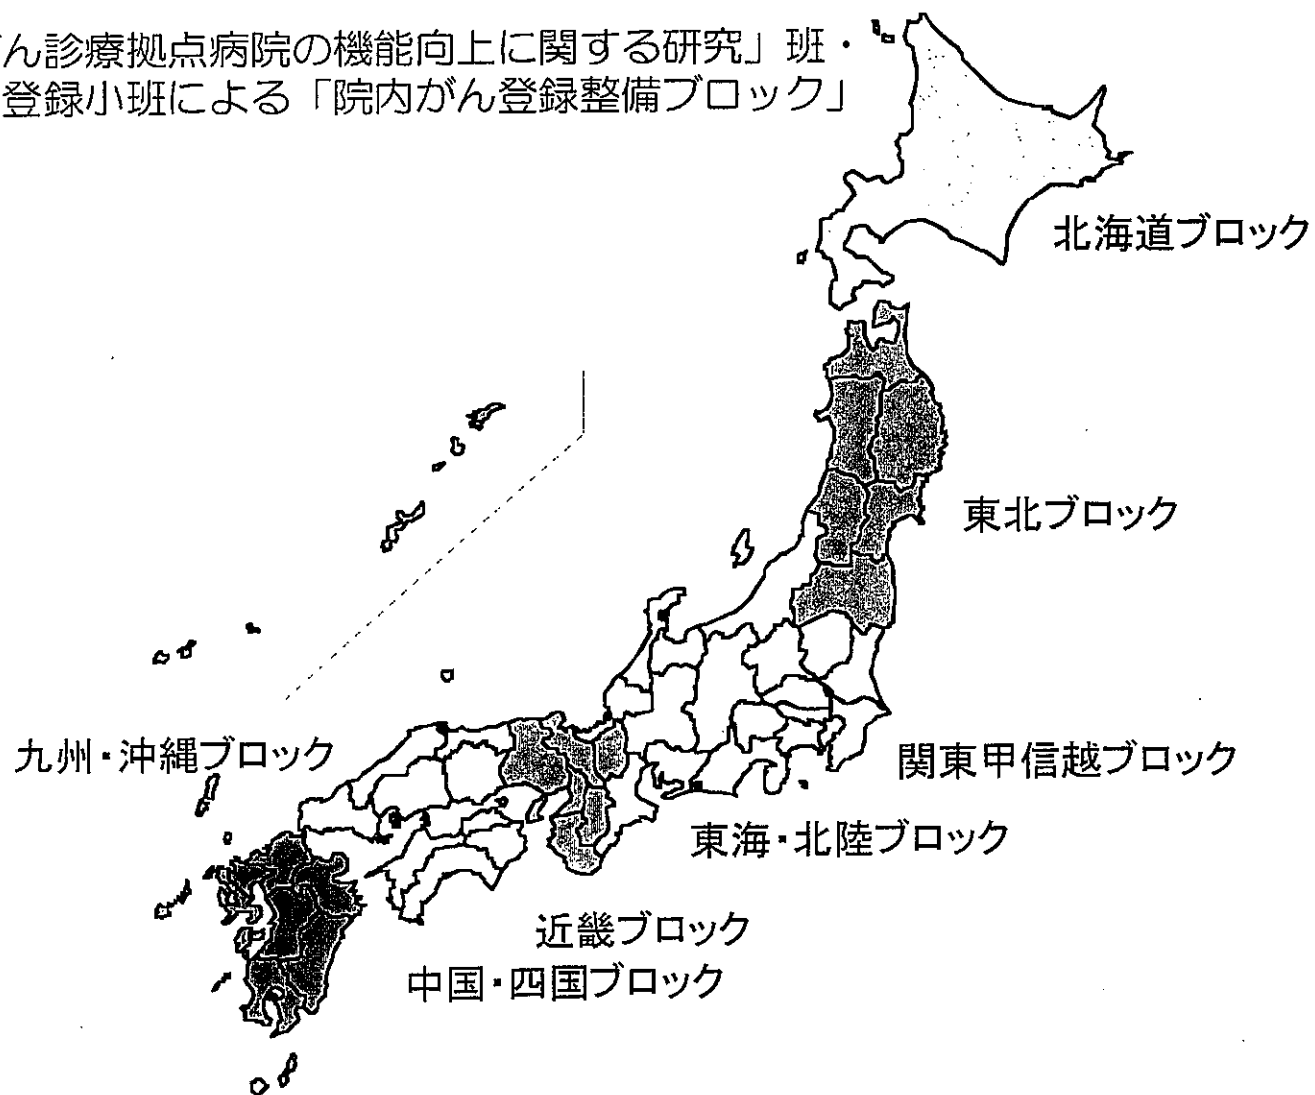 ん診療拠点病院の機能向上に関する研究」班・
登録小班による「院内がん登録整備ブロック」
北海道ブロック
東北ブロック
九州・沖縄ブロック
関東甲信越ブロック
東海・北陸ブロック
近畿ブロック
中国・四国ブロック